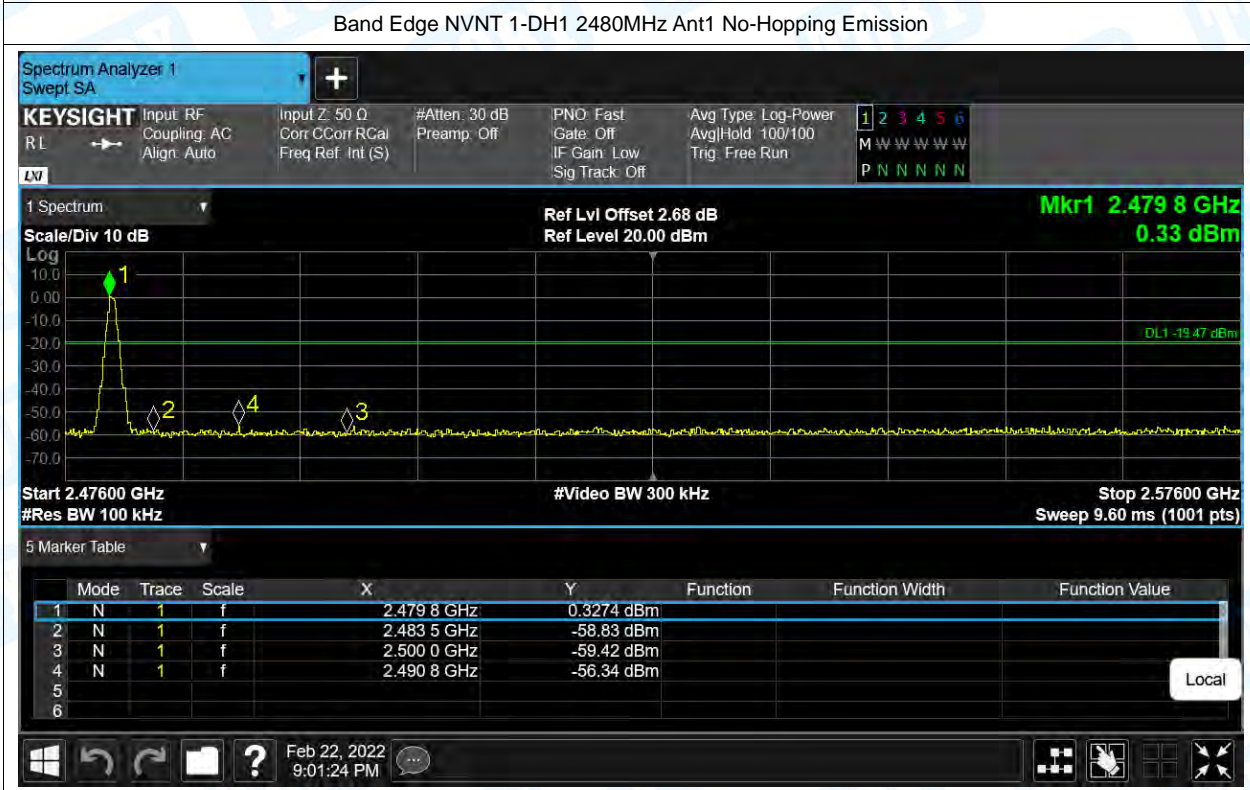 Band Edge NVNT 1-DH1 2480MHz Ant1 No-Hopping Emission
Spectrum Analyzer 1
Swept SA
+
KEYSIGHT
RL
LXI
Input: RF
Coupling: AC
Align: Auto
Input Z: 50 Ω
Corr CCorr RCal
Freq Ref: Int (S)
#Atten: 30 dB
Preamp: Off
PNO: Fast
Gate: Off
IF Gain: Low
Sig Track: Off
Avg Type: Log-Power
Avg|Hold: 100/100
Trig: Free Run
1 2 3 4 5 6
M W W W W W
P N N N N N
1 Spectrum
Scale/Div 10 dB
Ref Lvl Offset 2.68 dB
Ref Level 20.00 dBm
Mkr1 2.479 8 GHz
0.33 dBm
Log
10.0
0.00
-10.0
-20.0
-30.0
-40.0
-50.0
-60.0
-70.0
1
2
4
3
DL1 -19.47 dBm
Start 2.47600 GHz
#Res BW 100 kHz
#Video BW 300 kHz
Stop 2.57600 GHz
Sweep 9.60 ms (1001 pts)
5 Marker Table
Mode Trace Scale X Y Function Function Width Function Value
1 N 1 f 2.479 8 GHz 0.3274 dBm
2 N 1 f 2.483 5 GHz -58.83 dBm
3 N 1 f 2.500 0 GHz -59.42 dBm
4 N 1 f 2.490 8 GHz -56.34 dBm
5
6
Local
?
Feb 22, 2022
9:01:24 PM